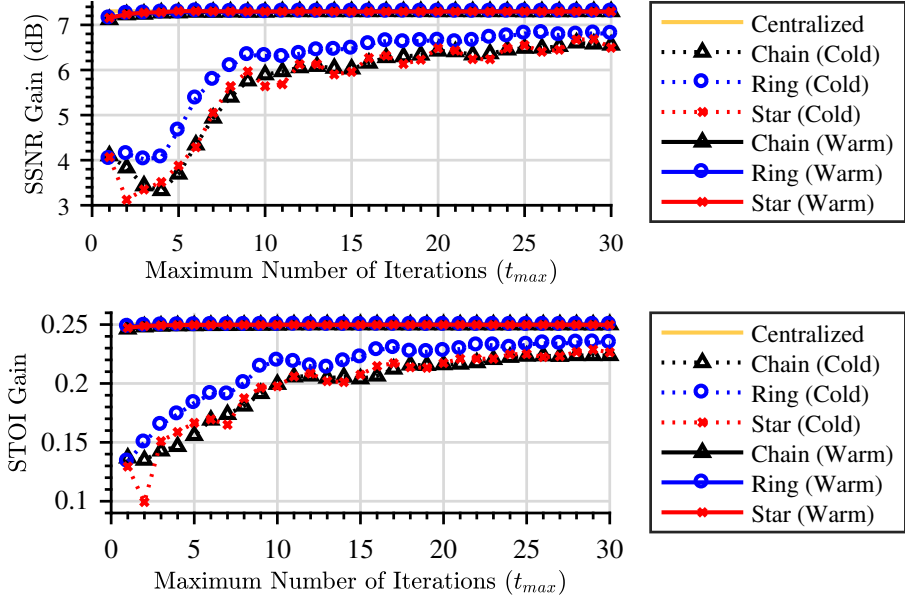 7
6
5
4
3
SSNR Gain (dB)
0 5 10 15 20 25 30
Maximum Number of Iterations (tmax)
Centralized
Chain (Cold)
Ring (Cold)
Star (Cold)
Chain (Warm)
Ring (Warm)
Star (Warm)
0.25
0.2
0.15
0.1
STOI Gain
0 5 10 15 20 25 30
Maximum Number of Iterations (tmax)
Centralized
Chain (Cold)
Ring (Cold)
Star (Cold)
Chain (Warm)
Ring (Warm)
Star (Warm)